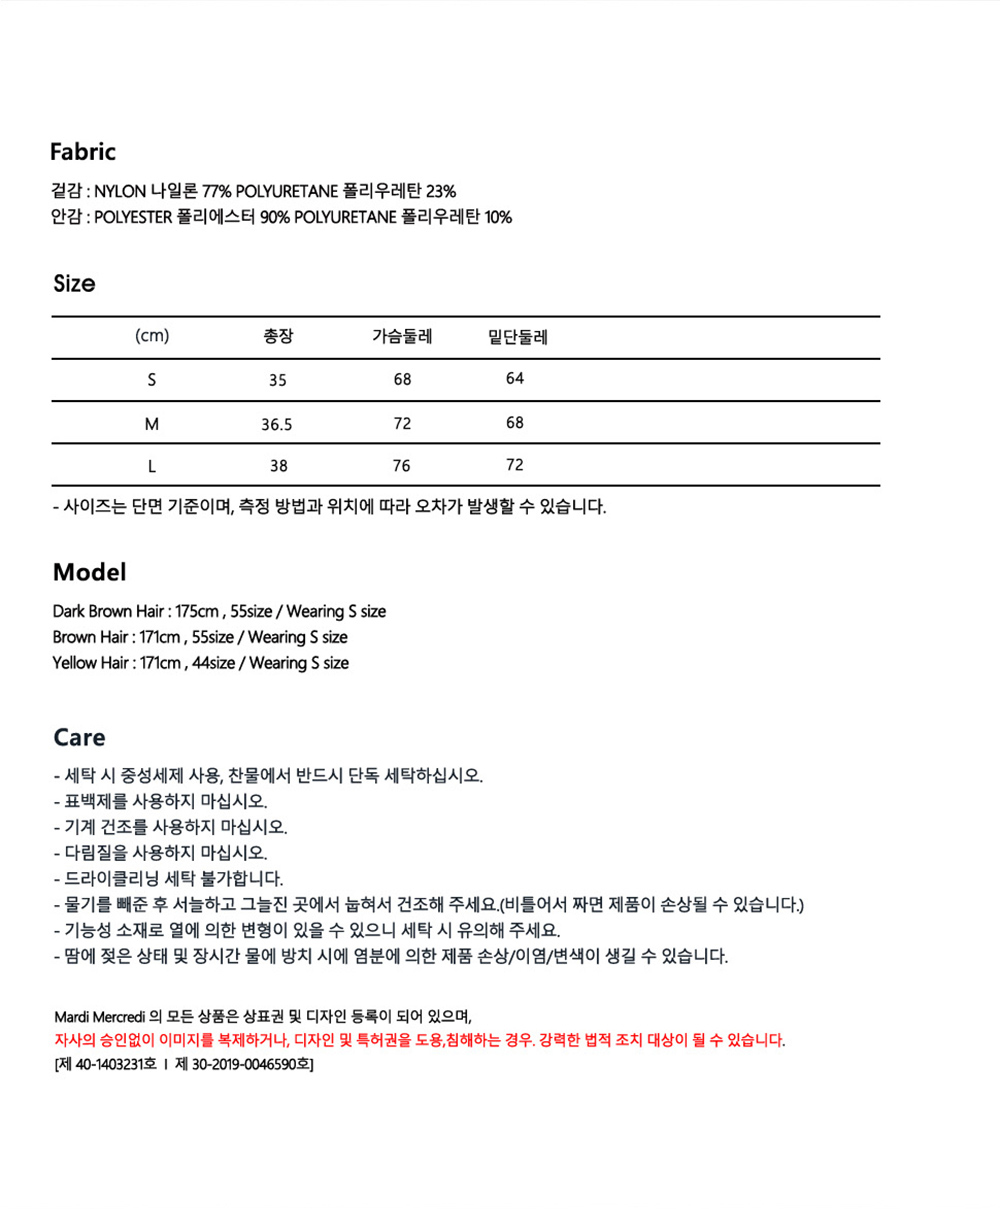 Fabric
겉감 : NYLON 나일론 77% POLYURETANE 폴리우레탄 23%
안감 : POLYESTER 폴리에스터 90% POLYURETANE 폴리우레탄 10%
Size
(cm) 총장 가슴둘레 밑단둘레
S 35 68 64
M 36.5 72 68
L 38 76 72
- 사이즈는 단면 기준이며, 측정 방법과 위치에 따라 오차가 발생할 수 있습니다.
Model
Dark Brown Hair : 175cm , 55size / Wearing S size
Brown Hair : 171cm , 55size / Wearing S size
Yellow Hair : 171cm , 44size / Wearing S size
Care
- 세탁 시 중성세제 사용, 찬물에서 반드시 단독 세탁하십시오.
- 표백제를 사용하지 마십시오.
- 기계 건조를 사용하지 마십시오.
- 다림질을 사용하지 마십시오.
- 드라이클리닝 세탁 불가합니다.
- 물기를 빼준 후 서늘하고 그늘진 곳에서 눕혀서 건조해 주세요.(비틀어서 짜면 제품이 손상될 수 있습니다.)
- 기능성 소재로 열에 의한 변형이 있을 수 있으니 세탁 시 유의해 주세요.
- 땀에 젖은 상태 및 장시간 물에 방치 시에 염분에 의한 제품 손상/이염/변색이 생길 수 있습니다.
Mardi Mercredi 의 모든 상품은 상표권 및 디자인 등록이 되어 있으며,
자사의 승인없이 이미지를 복제하거나, 디자인 및 특허권을 도용,침해하는 경우. 강력한 법적 조치 대상이 될 수 있습니다.
[제 40-1403231호 I 제 30-2019-0046590호]